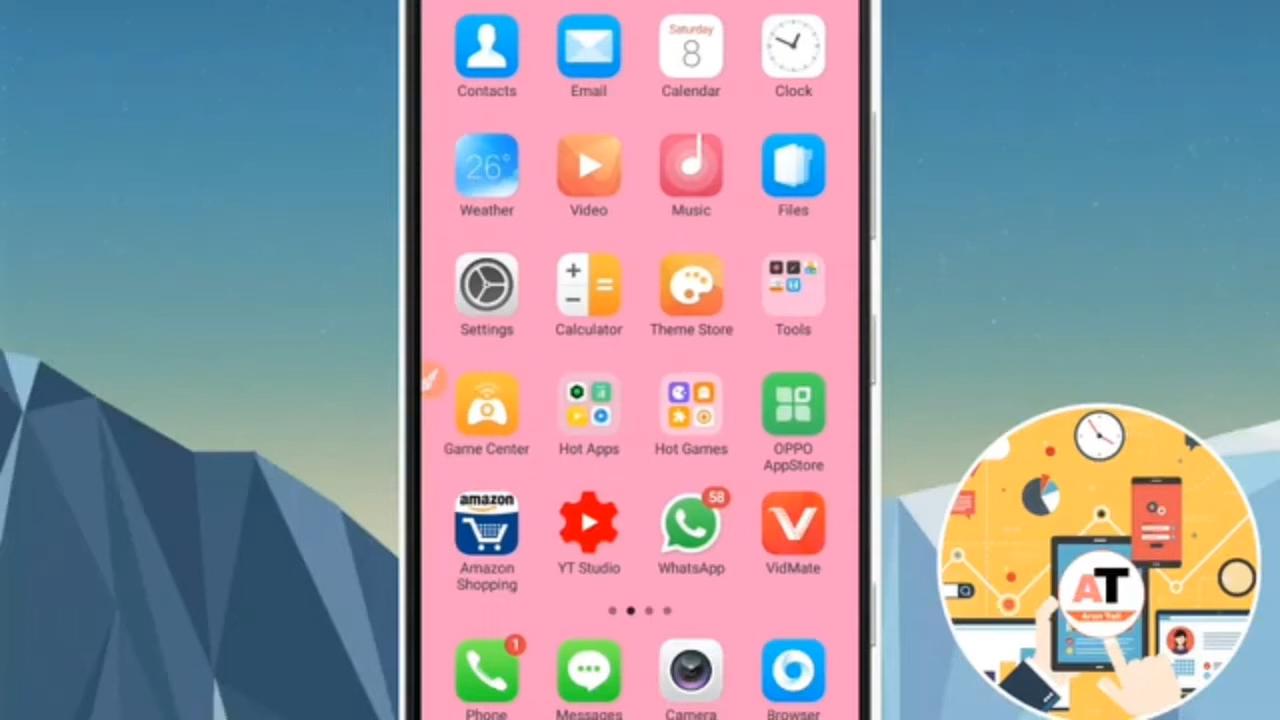 Contacts
Email
Saturday
8
Calendar
Clock
26°
Weather
Video
Music
Files
Settings
Calculator
Theme Store
Tools
Game Center
Hot Apps
Hot Games
OPPO
AppStore
amazon
Amazon
Shopping
YT Studio
58
WhatsApp
VidMate
1
Phone
Messages
Camera
Browser
AT